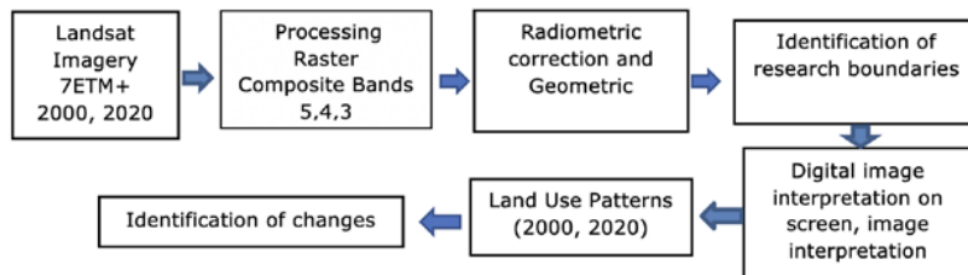 Landsat
Imagery
7ETM+
2000, 2020
Processing
Raster
Composite Bands
5,4,3
Radiometric
correction and
Geometric
Identification of
research boundaries
Digital image
interpretation on
screen, image
interpretation
Land Use Patterns
(2000, 2020)
Identification of changes